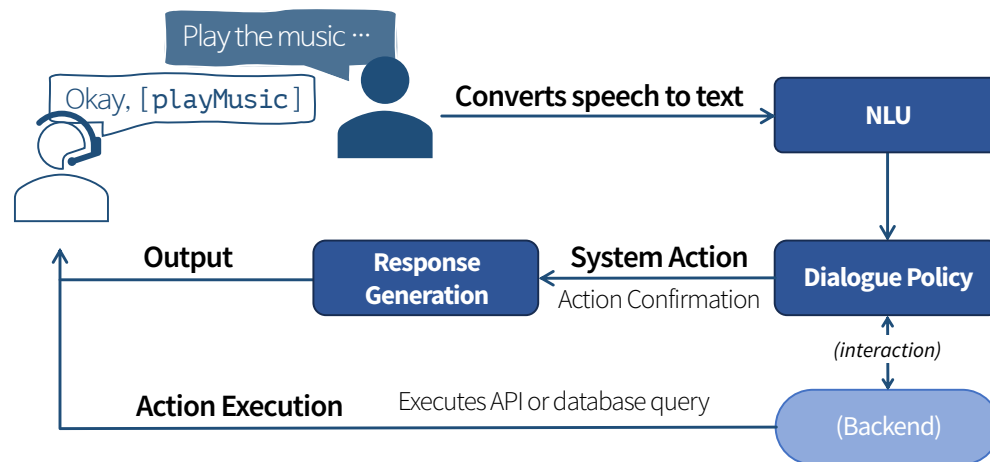 Play the music ···
Okay, [playMusic]
Converts speech to text
NLU
Output
Response
Generation
System Action
Action Confirmation
Dialogue Policy
(interaction)
Action Execution
Executes API or database query
(Backend)